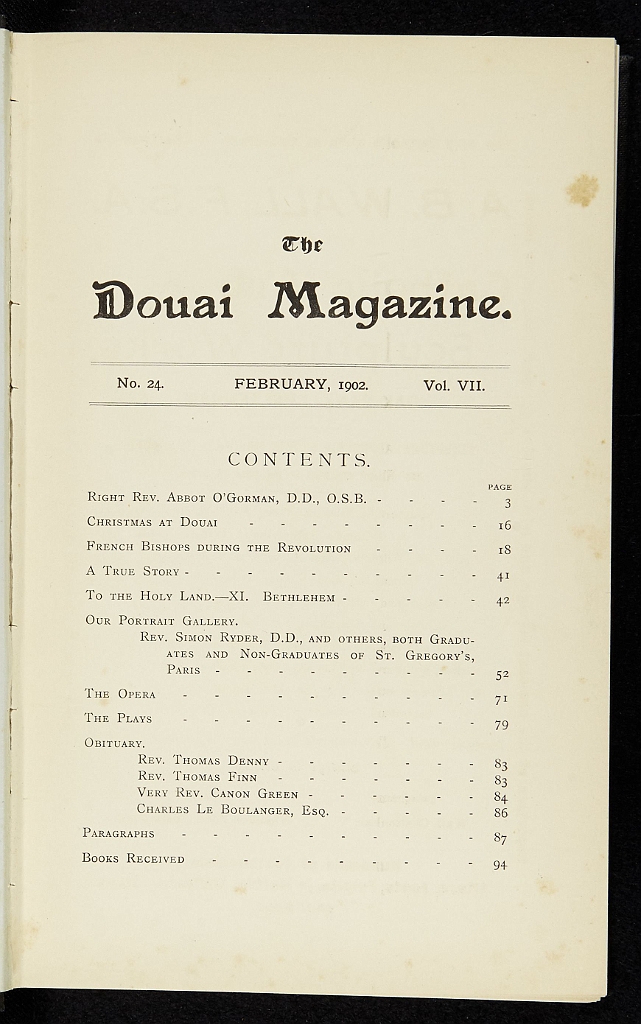 The
Douai Magazine.
No. 24. FEBRUARY, 1902. Vol. VII.
CONTENTS.
PAGE
Right Rev. Abbot O'Gorman, D.D., O.S.B. - - - - 3
Christmas at Douai - - - - - - - - 16
French Bishops during the Revolution - - - - 18
A True Story - - - - - - - - - - 41
To the Holy Land.—XI. Bethlehem - - - - - 42
Our Portrait Gallery.
Rev. Simon Ryder, D.D., and others, both Gradu-
ates and Non-Graduates of St. Gregory's,
Paris - - - - - - - - - 52
The Opera - - - - - - - - - - 71
The Plays - - - - - - - - - - 79
Obituary.
Rev. Thomas Denny - - - - - - - 83
Rev. Thomas Finn - - - - - - - 83
Very Rev. Canon Green - - - - - - 84
Charles Le Boulanger, Esq. - - - - - 86
Paragraphs - - - - - - - - - - 87
Books Received - - - - - - - - - 94